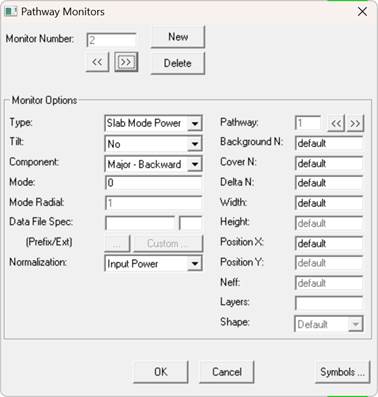 Pathway Monitors
Monitor Number: 2 New
<< >> Delete
Monitor Options
Type: Slab Mode Power Pathway: 1 << >>
Tilt: No Background N: default
Component: Major - Backward Cover N: default
Mode: 0 Delta N: default
Mode Radial: 1 Width: default
Data File Spec: Height: default
(Prefix/Ext) ... Custom ... Position X: default
Normalization: Input Power Position Y: default
Neff: default
Layers:
Shape: Default
OK Cancel Symbols ...